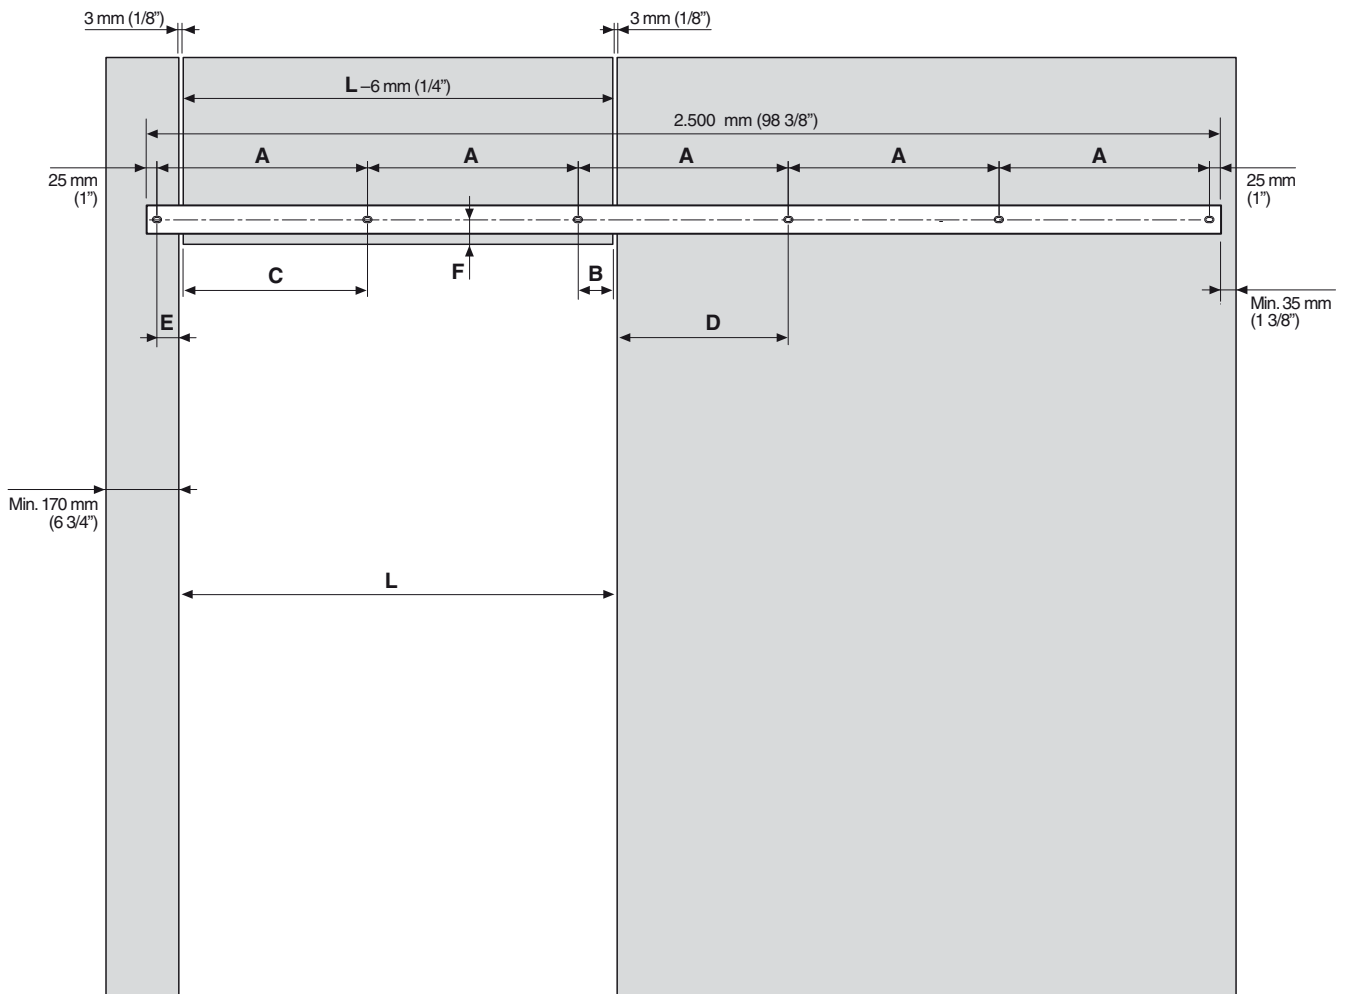 3 mm (1/8”)
3 mm (1/8”)
L –6 mm (1/4”)
2.500 mm (98 3/8”)
A
A
A
A
A
25 mm
(1”)
25 mm
(1”)
C
F
B
E
D
Min. 35 mm
(1 3/8”)
Min. 170 mm
(6 3/4”)
L